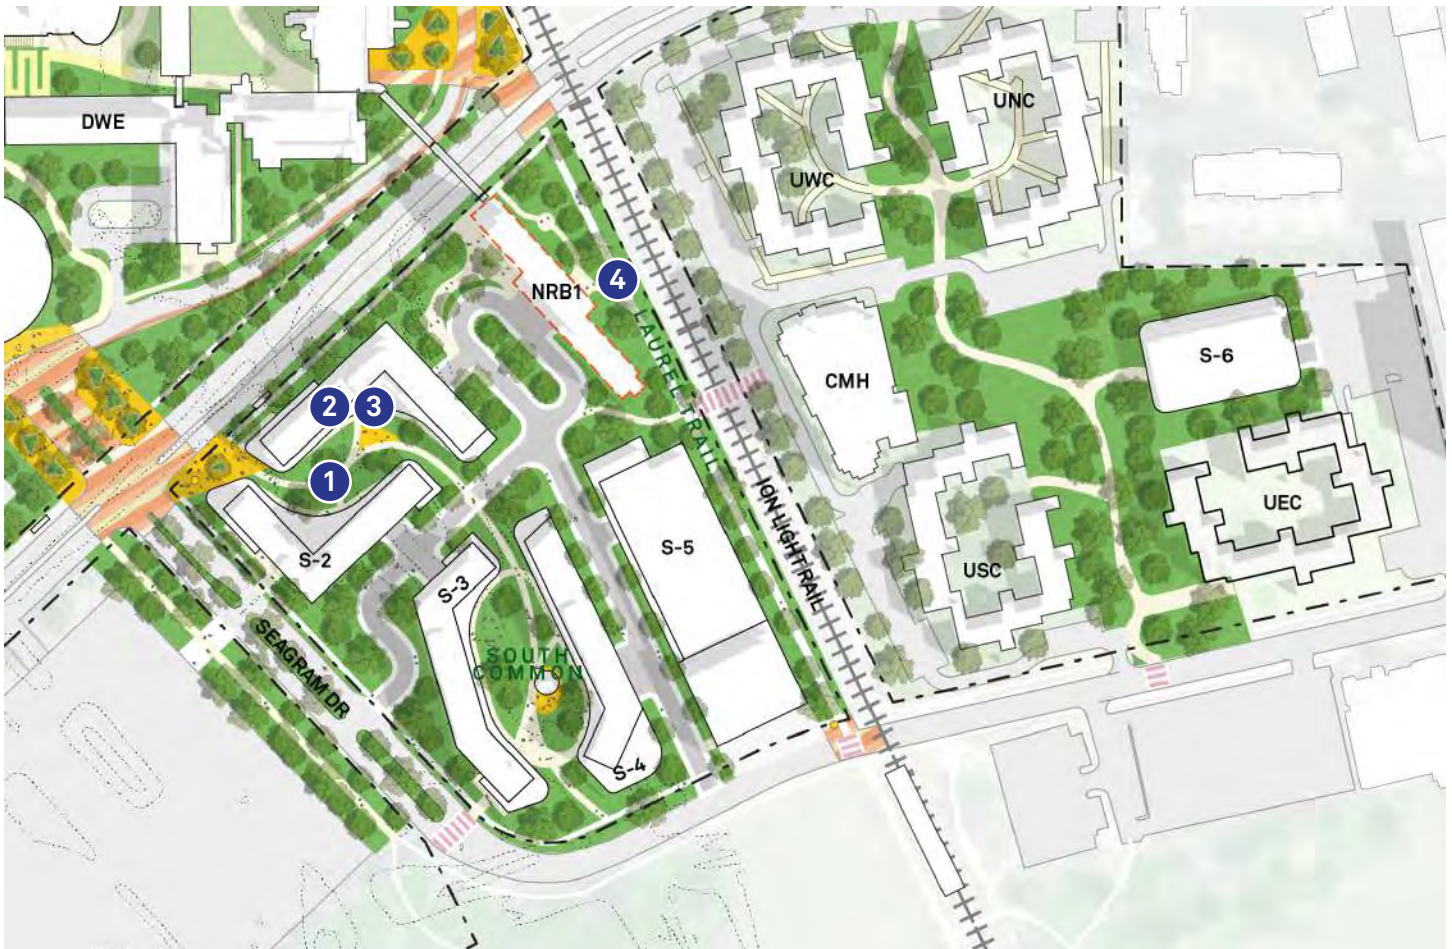 UNC
DWE
UWC
4
NRB1
LAUREL TRAIL
S-6
CMH
2
3
1
UEC
S-5
ION LIGHT RAIL
S-2
USC
S-3
SEAGRAM DR
SOUTH
COMMON
S-4